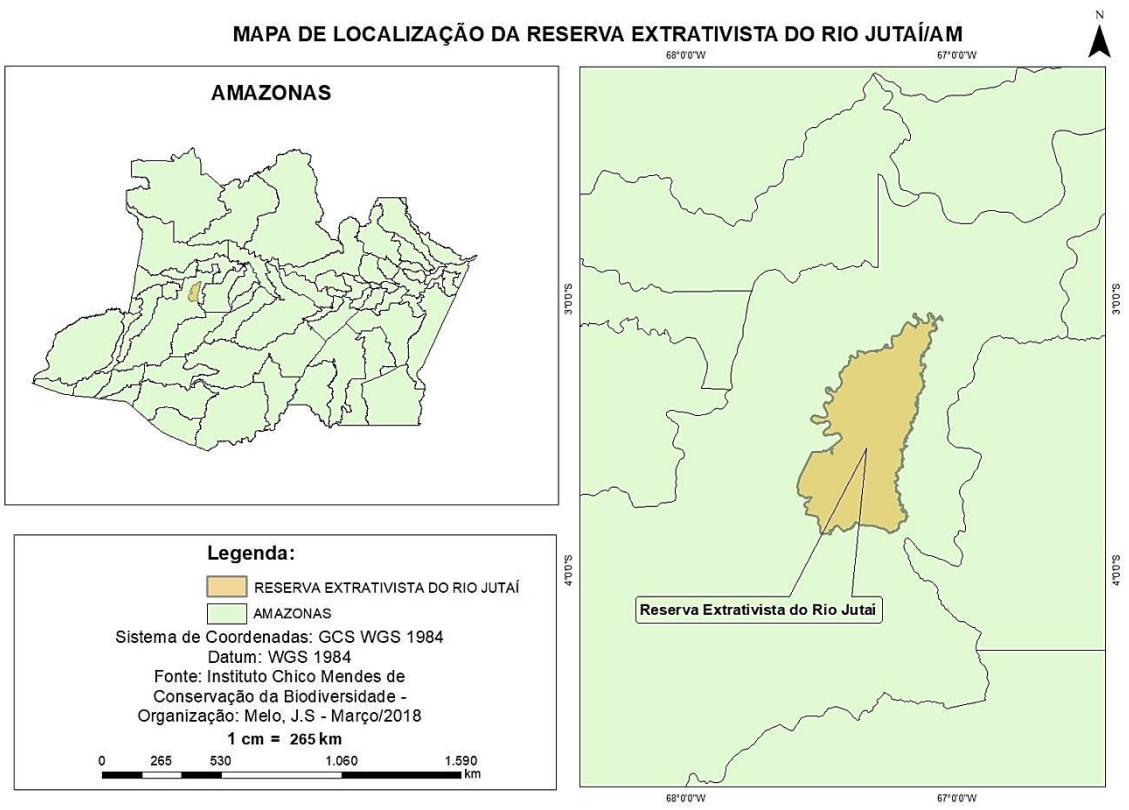 MAPA DE LOCALIZAÇÃO DA RESERVA EXTRATIVISTA DO RIO JUTAÍ/AM
N
AMAZONAS
68°0'0"W
67°0'0"W
3°0'0"S
3°0'0"S
4°0'0"S
4°0'0"S
Reserva Extrativista do Rio Jutaí
68°0'0"W
67°0'0"W
Legenda:
RESERVA EXTRATIVISTA DO RIO JUTAÍ
AMAZONAS
Sistema de Coordenadas: GCS WGS 1984
Datum: WGS 1984
Fonte: Instituto Chico Mendes de
Conservação da Biodiversidade -
Organização: Melo, J.S - Março/2018
1 cm = 265 km
0 265 530 1.060 1.590
km